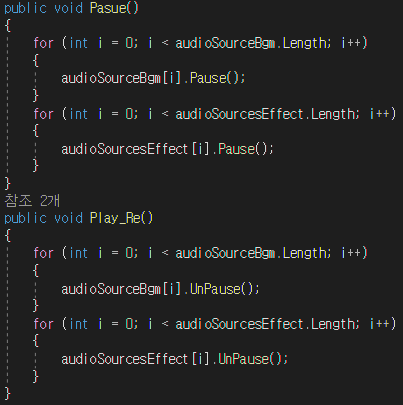 public void Pasue()
{
for (int i = 0; i < audioSourceBgm.Length; i++)
{
audioSourceBgm[i].Pause();
}
for (int i = 0; i < audioSourcesEffect.Length; i++)
{
audioSourcesEffect[i].Pause();
}
}
참조 2개
public void Play_Re()
{
for (int i = 0; i < audioSourceBgm.Length; i++)
{
audioSourceBgm[i].UnPause();
}
for (int i = 0; i < audioSourcesEffect.Length; i++)
{
audioSourcesEffect[i].UnPause();
}
}